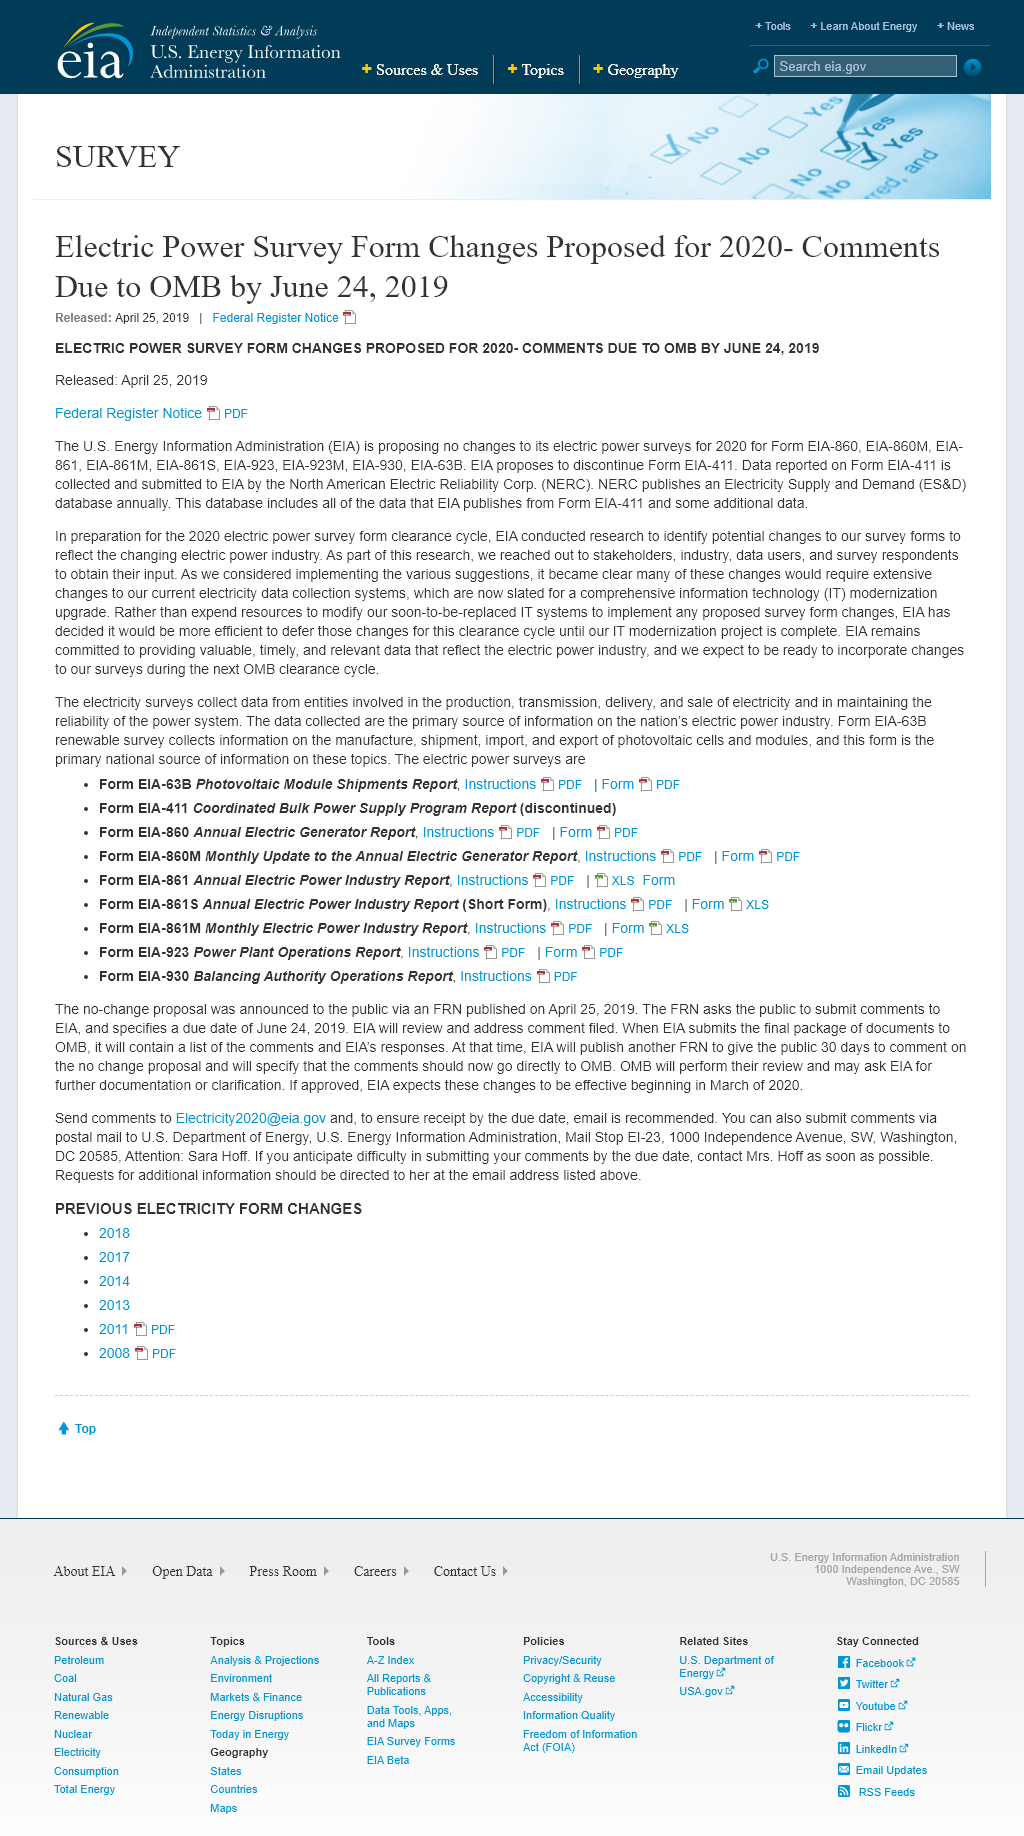 Independent Statistics & Analysis
U.S. Energy Information
Administration
eia
Sources & Uses
Topics
Geography
Tools
Learn About Energy
News
Search eia.gov
SURVEY
No
Yes
No
Yes
No
Yes
No
rred, and
Electric Power Survey Form Changes Proposed for 2020- Comments
Due to OMB by June 24, 2019
Released: April 25, 2019 | Federal Register Notice
ELECTRIC POWER SURVEY FORM CHANGES PROPOSED FOR 2020- COMMENTS DUE TO OMB BY JUNE 24, 2019
Released: April 25, 2019
Federal Register Notice PDF
The U.S. Energy Information Administration (EIA) is proposing no changes to its electric power surveys for 2020 for Form EIA-860, EIA-860M, EIA-
861, EIA-861M, EIA-861S, EIA-923, EIA-923M, EIA-930, EIA-63B. EIA proposes to discontinue Form EIA-411. Data reported on Form EIA-411 is
collected and submitted to EIA by the North American Electric Reliability Corp. (NERC). NERC publishes an Electricity Supply and Demand (ES&D)
database annually. This database includes all of the data that EIA publishes from Form EIA-411 and some additional data.
In preparation for the 2020 electric power survey form clearance cycle, EIA conducted research to identify potential changes to our survey forms to
reflect the changing electric power industry. As part of this research, we reached out to stakeholders, industry, data users, and survey respondents
to obtain their input. As we considered implementing the various suggestions, it became clear many of these changes would require extensive
changes to our current electricity data collection systems, which are now slated for a comprehensive information technology (IT) modernization
upgrade. Rather than expend resources to modify our soon-to-be-replaced IT systems to implement any proposed survey form changes, EIA has
decided it would be more efficient to defer those changes for this clearance cycle until our IT modernization project is complete. EIA remains
committed to providing valuable, timely, and relevant data that reflect the electric power industry, and we expect to be ready to incorporate changes
to our surveys during the next OMB clearance cycle.
The electricity surveys collect data from entities involved in the production, transmission, delivery, and sale of electricity and in maintaining the
reliability of the power system. The data collected are the primary source of information on the nation's electric power industry. Form EIA-63B
renewable survey collects information on the manufacture, shipment, import, and export of photovoltaic cells and modules, and this form is the
primary national source of information on these topics. The electric power surveys are
• Form EIA-63B Photovoltaic Module Shipments Report, Instructions PDF | Form PDF
• Form EIA-411 Coordinated Bulk Power Supply Program Report (discontinued)
• Form EIA-860 Annual Electric Generator Report, Instructions PDF | Form PDF
• Form EIA-860M Monthly Update to the Annual Electric Generator Report, Instructions PDF | Form PDF
• Form EIA-861 Annual Electric Power Industry Report, Instructions PDF | XLS Form
• Form EIA-861S Annual Electric Power Industry Report (Short Form), Instructions PDF | Form XLS
• Form EIA-861M Monthly Electric Power Industry Report, Instructions PDF | Form XLS
• Form EIA-923 Power Plant Operations Report, Instructions PDF | Form PDF
• Form EIA-930 Balancing Authority Operations Report, Instructions PDF
The no-change proposal was announced to the public via an FRN published on April 25, 2019. The FRN asks the public to submit comments to
EIA, and specifies a due date of June 24, 2019. EIA will review and address comment filed. When EIA submits the final package of documents to
OMB, it will contain a list of the comments and EIA's responses. At that time, EIA will publish another FRN to give the public 30 days to comment on
the no change proposal and will specify that the comments should now go directly to OMB. OMB will perform their review and may ask EIA for
further documentation or clarification. If approved, EIA expects these changes to be effective beginning in March of 2020.
Send comments to Electricity2020@eia.gov and, to ensure receipt by the due date, email is recommended. You can also submit comments via
postal mail to U.S. Department of Energy, U.S. Energy Information Administration, Mail Stop EI-23, 1000 Independence Avenue, SW, Washington,
DC 20585, Attention: Sara Hoff. If you anticipate difficulty in submitting your comments by the due date, contact Mrs. Hoff as soon as possible.
Requests for additional information should be directed to her at the email address listed above.
PREVIOUS ELECTRICITY FORM CHANGES
• 2018
• 2017
• 2014
• 2013
• 2011 PDF
• 2008 PDF
Top
About EIA
Open Data
Press Room
Careers
Contact Us
U.S. Energy Information Administration
1000 Independence Ave., SW
Washington, DC 20585
Sources & Uses
Petroleum
Coal
Natural Gas
Renewable
Nuclear
Electricity
Consumption
Total Energy
Topics
Analysis & Projections
Environment
Markets & Finance
Energy Disruptions
Today in Energy
Geography
States
Countries
Maps
Tools
A-Z Index
All Reports &
Publications
Data Tools, Apps,
and Maps
EIA Survey Forms
EIA Beta
Policies
Privacy/Security
Copyright & Reuse
Accessibility
Information Quality
Freedom of Information
Act (FOIA)
Related Sites
U.S. Department of
Energy
USA.gov
Stay Connected
Facebook
Twitter
Youtube
Flickr
LinkedIn
Email Updates
RSS Feeds